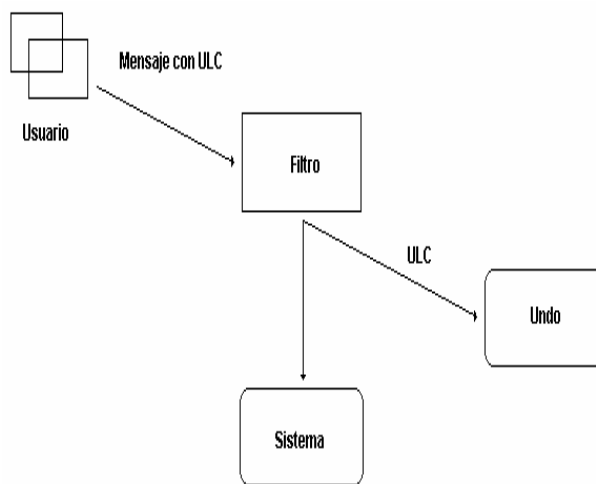 Mensaje con ULC
Usuario
Filtro
ULC
Undo
Sistema